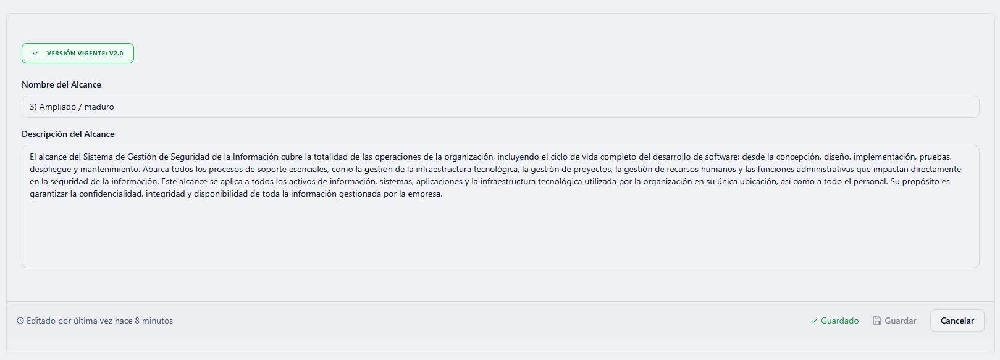 VERSIÓN VIGENTE: V2.0
Nombre del Alcance
3) Ampliado / maduro
Descripción del Alcance
El alcance del Sistema de Gestión de Seguridad de la Información cubre la totalidad de las operaciones de la organización, incluyendo el ciclo de vida completo del desarrollo de software: desde la concepción, diseño, implementación, pruebas,
despliegue y mantenimiento. Abarca todos los procesos de soporte esenciales, como la gestión de la infraestructura tecnológica, la gestión de proyectos, la gestión de recursos humanos y las funciones administrativas que impactan directamente
en la seguridad de la información. Este alcance se aplica a todos los activos de información, sistemas, aplicaciones y la infraestructura tecnológica utilizada por la organización en su única ubicación, así como a todo el personal. Su propósito es
garantizar la confidencialidad, integridad y disponibilidad de toda la información gestionada por la empresa.
Editado por última vez hace 8 minutos
Guardado
Guardar
Cancelar